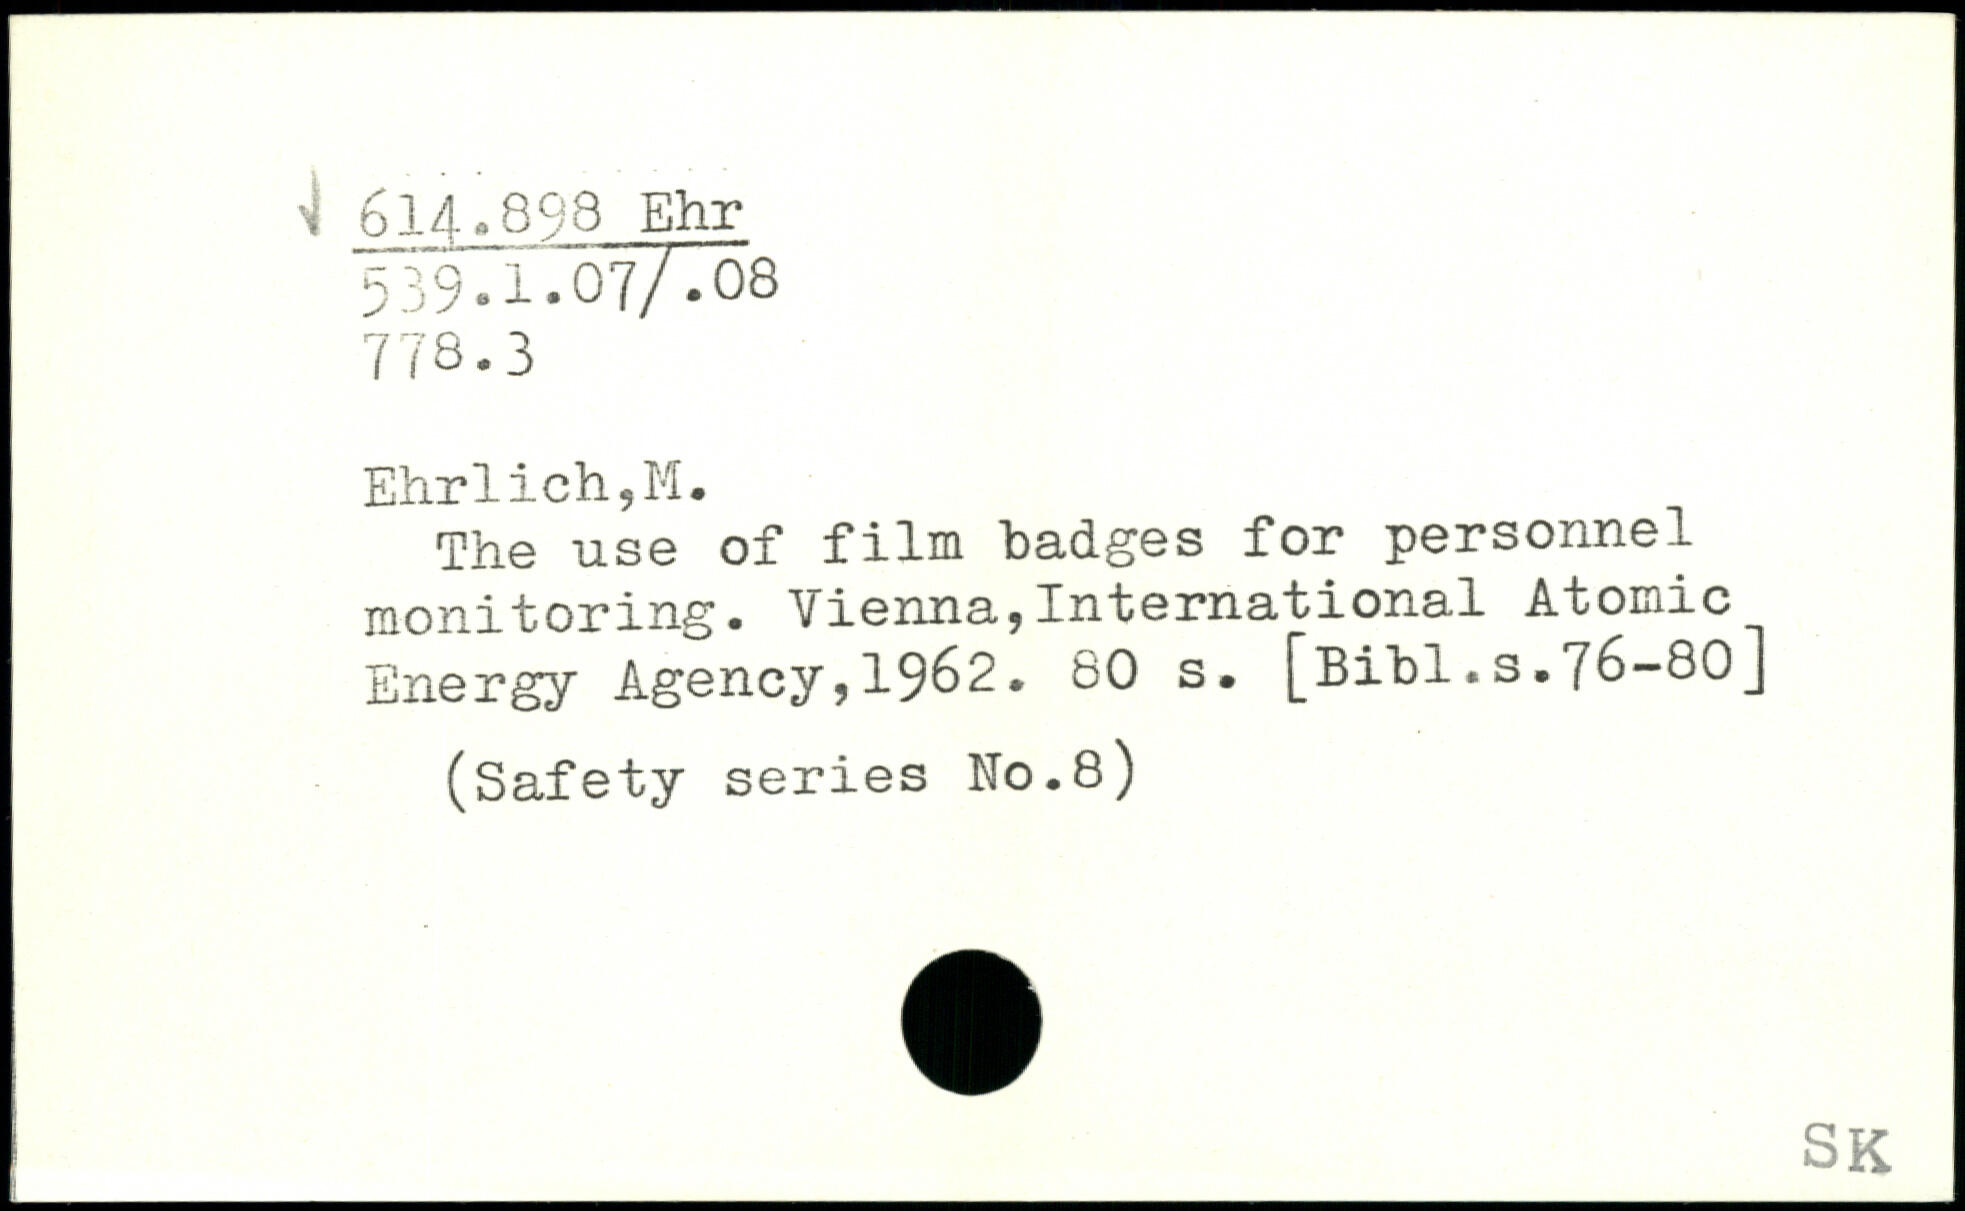 614.898 Ehr
539.1.07/.08
778.3
Ehrlich,M.
The use of film badges for personnel
monitoring. Vienna,International Atomic
Energy Agency,1962. 80 s. [Bibl.s.76-80]
(Safety series No.8)
SK